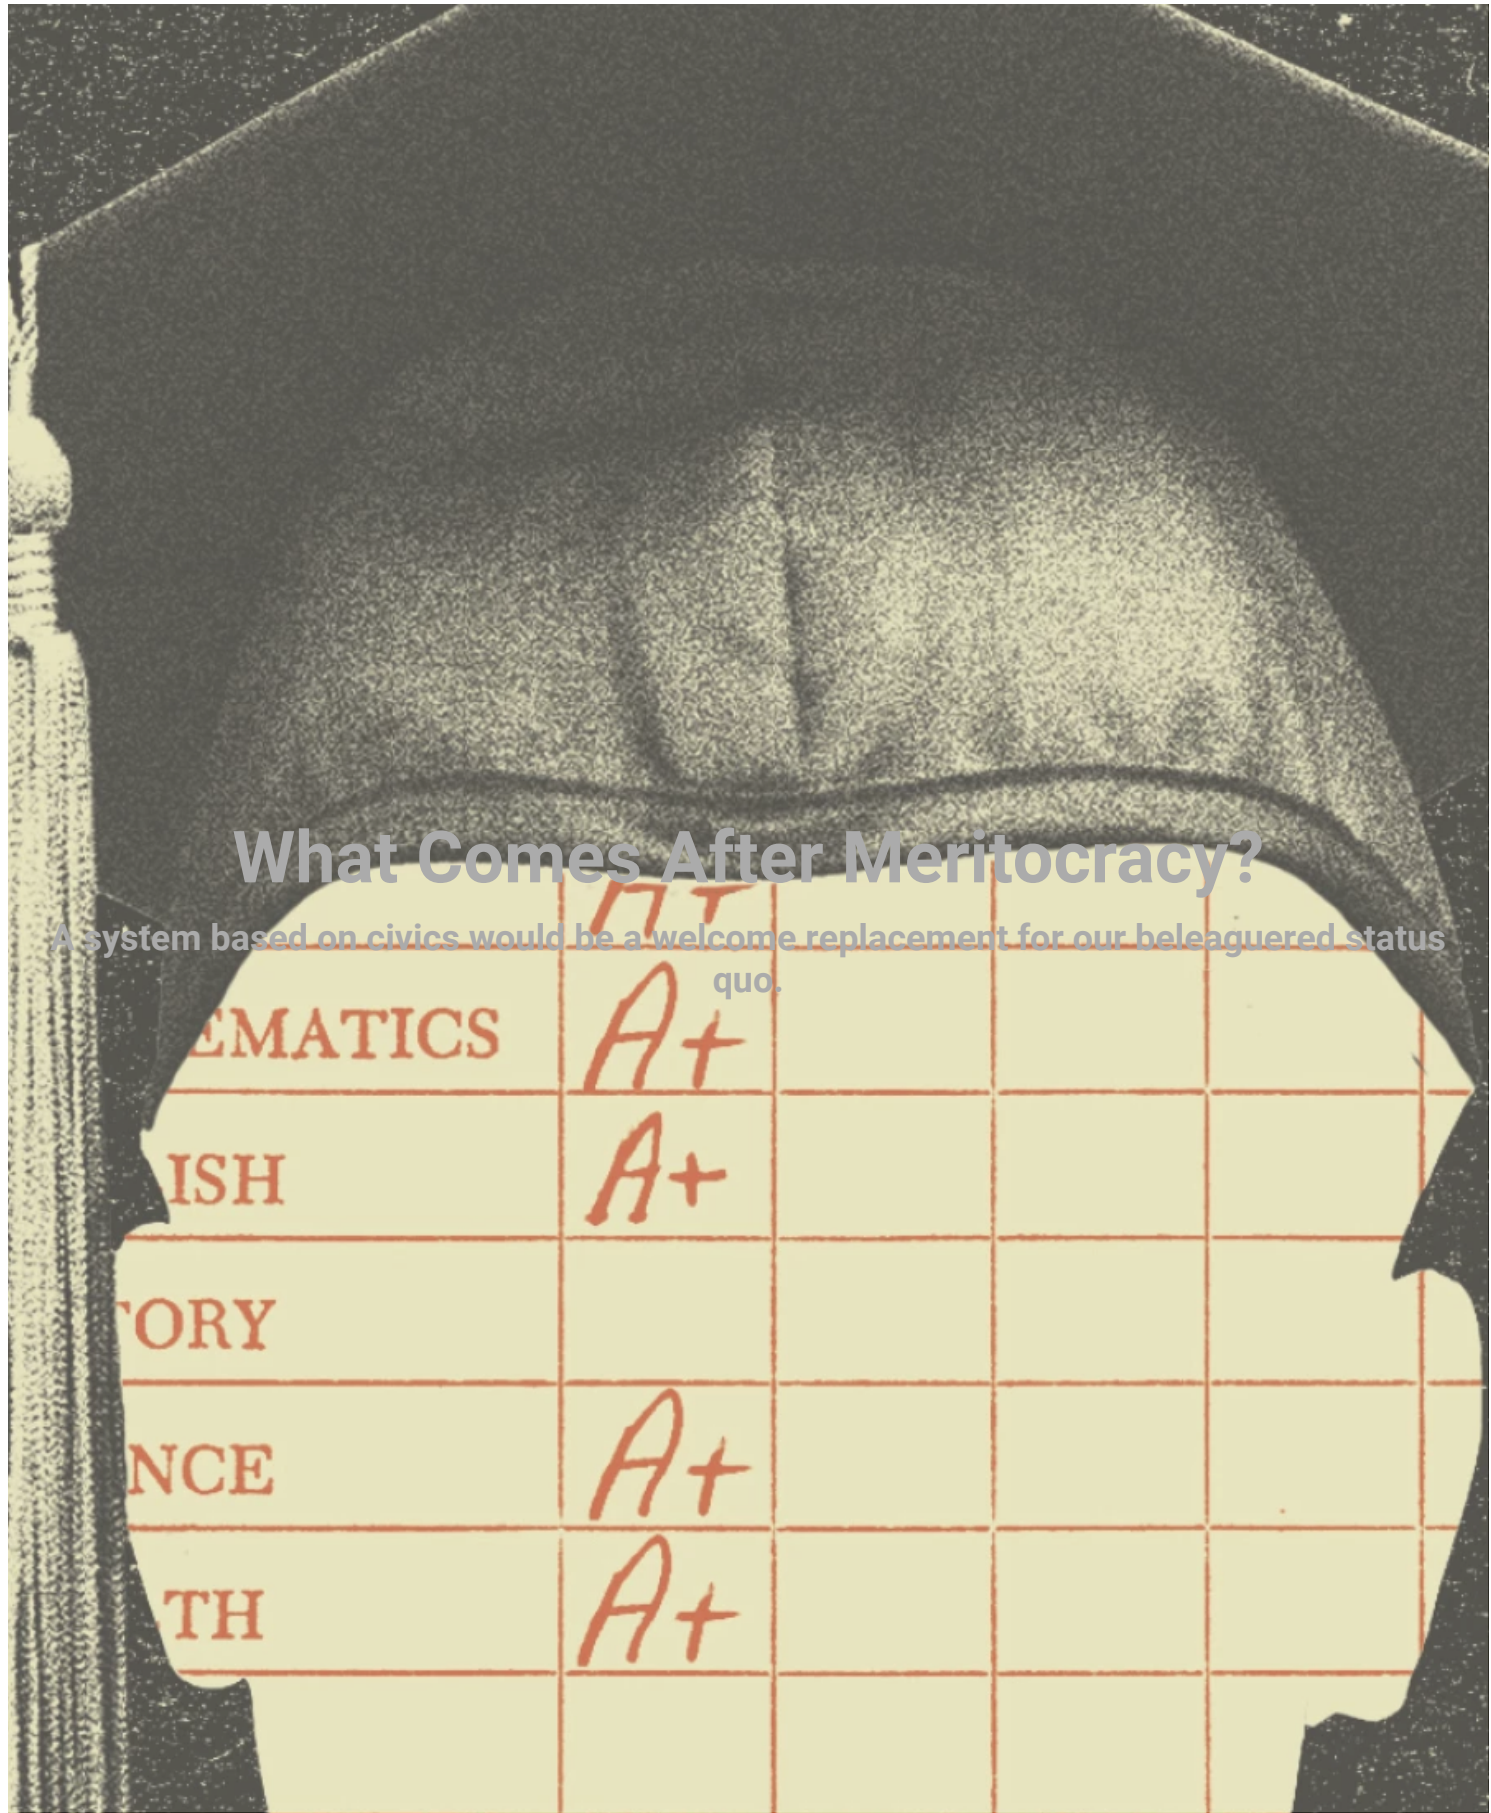 What Comes After Meritocracy?
A system based on civics would be a welcome replacement for our beleaguered status
quo.
EMATICS A+
ISH A+
TORY
NCE A+
TH A+